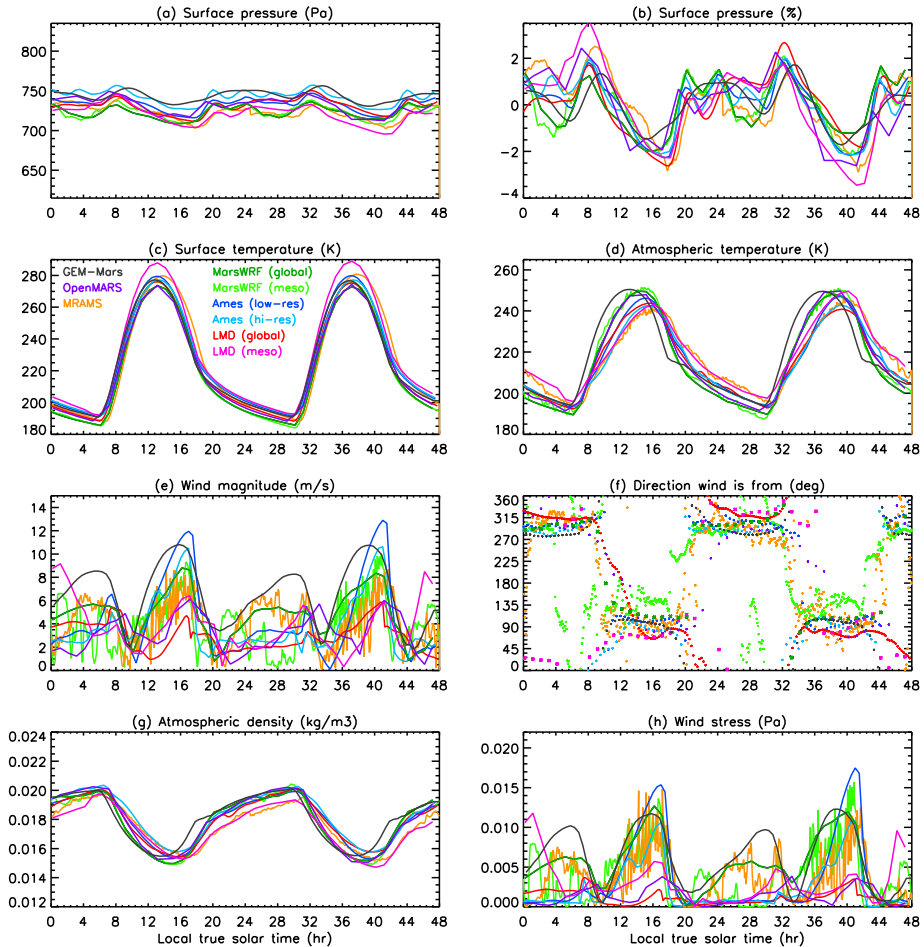 (a) Surface pressure (Pa)
800
750
700
650
0 4 8 12 16 20 24 28 32 36 40 44 48
(b) Surface pressure (%)
2
0
−2
−4
0 4 8 12 16 20 24 28 32 36 40 44 48
(c) Surface temperature (K)
280
260
240
220
200
180
GEM−Mars
OpenMARS
MRAMS
MarsWRF (global)
MarsWRF (meso)
Ames (low−res)
Ames (hi−res)
LMD (global)
LMD (meso)
0 4 8 12 16 20 24 28 32 36 40 44 48
(d) Atmospheric temperature (K)
260
240
220
200
180
0 4 8 12 16 20 24 28 32 36 40 44 48
(e) Wind magnitude (m/s)
14
12
10
8
6
4
2
0
0 4 8 12 16 20 24 28 32 36 40 44 48
(f) Direction wind is from (deg)
360
315
270
225
180
135
90
45
0
0 4 8 12 16 20 24 28 32 36 40 44 48
(g) Atmospheric density (kg/m3)
0.024
0.022
0.020
0.018
0.016
0.014
0.012
0 4 8 12 16 20 24 28 32 36 40 44 48
Local true solar time (hr)
(h) Wind stress (Pa)
0.020
0.015
0.010
0.005
0.000
0 4 8 12 16 20 24 28 32 36 40 44 48
Local true solar time (hr)